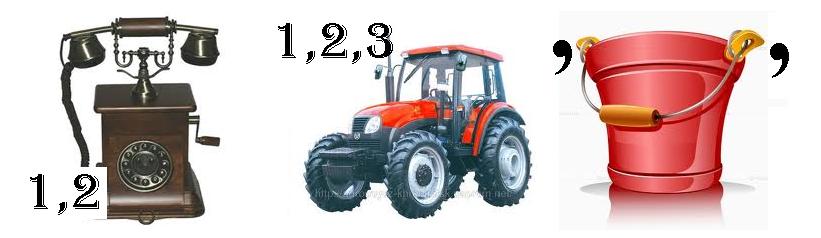 1,2
1,2,3
, ,